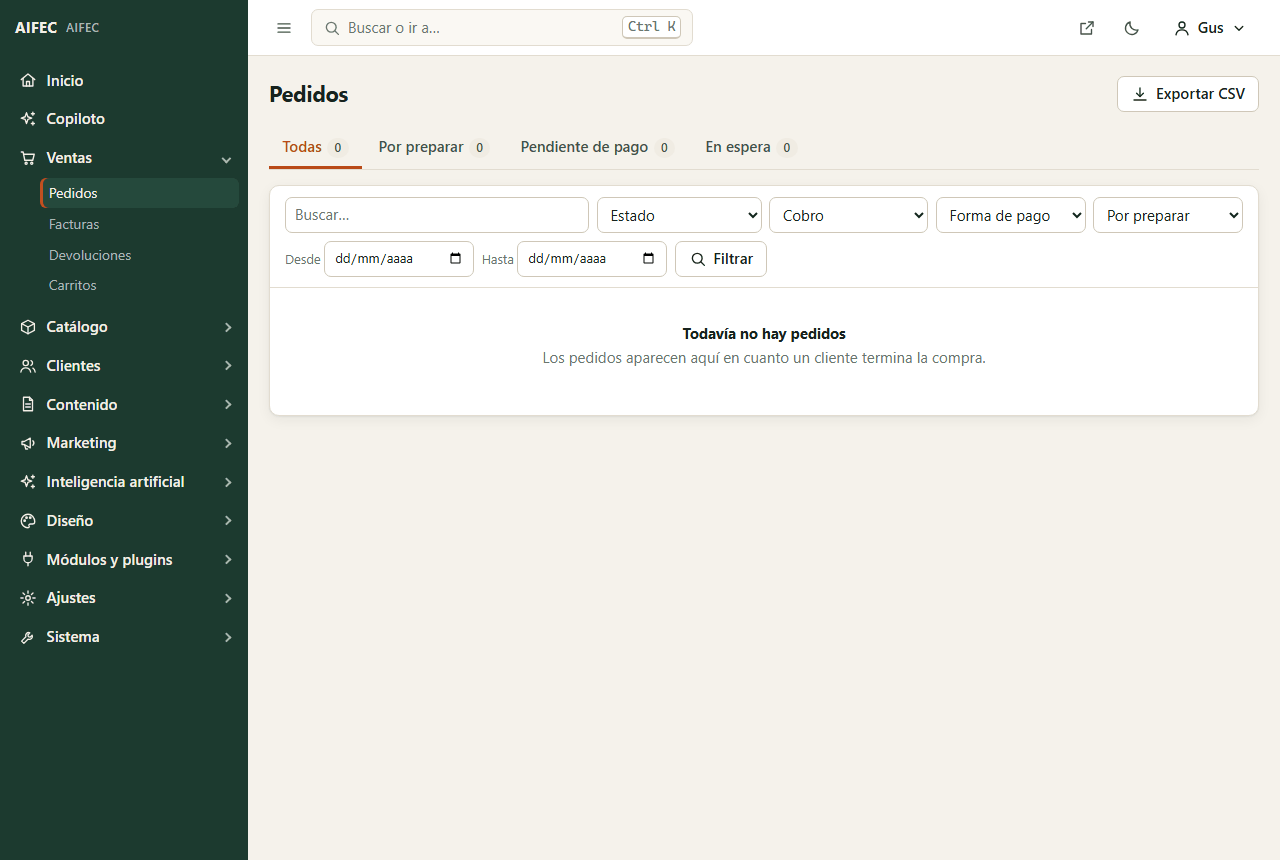 AIFEC AIFEC
Buscar o ir a...
Ctrl K
Gus
Inicio
Copiloto
Ventas
Pedidos
Facturas
Devoluciones
Carritos
Catálogo
Clientes
Contenido
Marketing
Inteligencia artificial
Diseño
Módulos y plugins
Ajustes
Sistema
Pedidos
Exportar CSV
Todas 0
Por preparar 0
Pendiente de pago 0
En espera 0
Buscar...
Estado
Cobro
Forma de pago
Por preparar
Desde dd/mm/aaaa
Hasta dd/mm/aaaa
Filtrar
Todavía no hay pedidos
Los pedidos aparecen aquí en cuanto un cliente termina la compra.